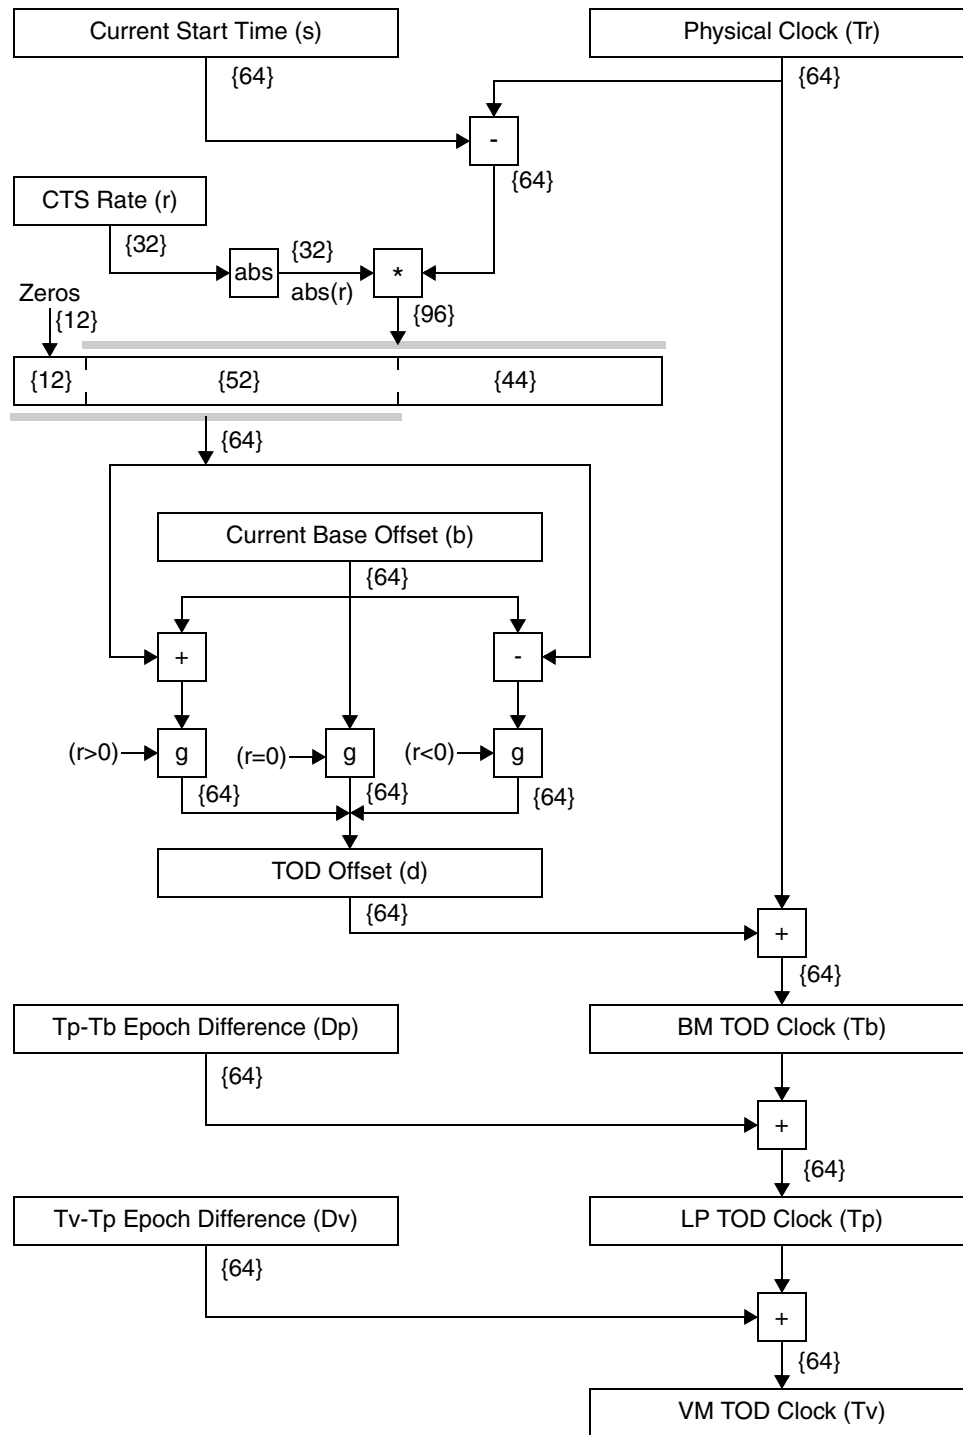 Current Start Time (s)
Physical Clock (Tr)
{64}
{64}
-
{64}
CTS Rate (r)
{32}
{32}
abs
*
abs(r)
Zeros
{12}
{96}
{12}
{52}
{44}
{64}
Current Base Offset (b)
{64}
+
-
(r>0)
g
(r=0)
g
(r<0)
g
{64}
{64}
{64}
TOD Offset (d)
{64}
+
{64}
Tp-Tb Epoch Difference (Dp)
BM TOD Clock (Tb)
{64}
+
{64}
Tv-Tp Epoch Difference (Dv)
LP TOD Clock (Tp)
{64}
+
{64}
VM TOD Clock (Tv)